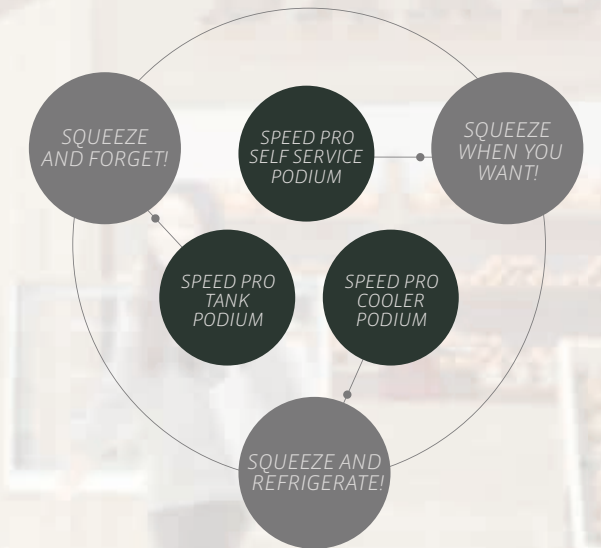 SQUEEZE
AND FORGET!
SPEED PRO
SELF SERVICE
PODIUM
SQUEEZE
WHEN YOU
WANT!
SPEED PRO
TANK
PODIUM
SPEED PRO
COOLER
PODIUM
SQUEEZE AND
REFRIGERATE!